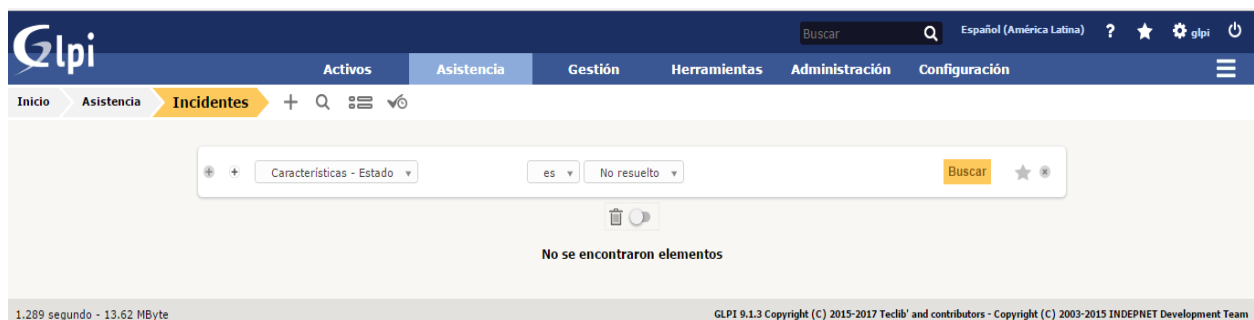 Glpi
Buscar Español (América Latina) ? glpi
Activos Asistencia Gestión Herramientas Administración Configuración
Inicio Asistencia Incidentes
Características - Estado es No resuelto Buscar
No se encontraron elementos
1.289 segundo - 13.62 MByte GLPI 9.1.3 Copyright (C) 2015-2017 Teclib' and contributors - Copyright (C) 2003-2015 INDEPNET Development Team